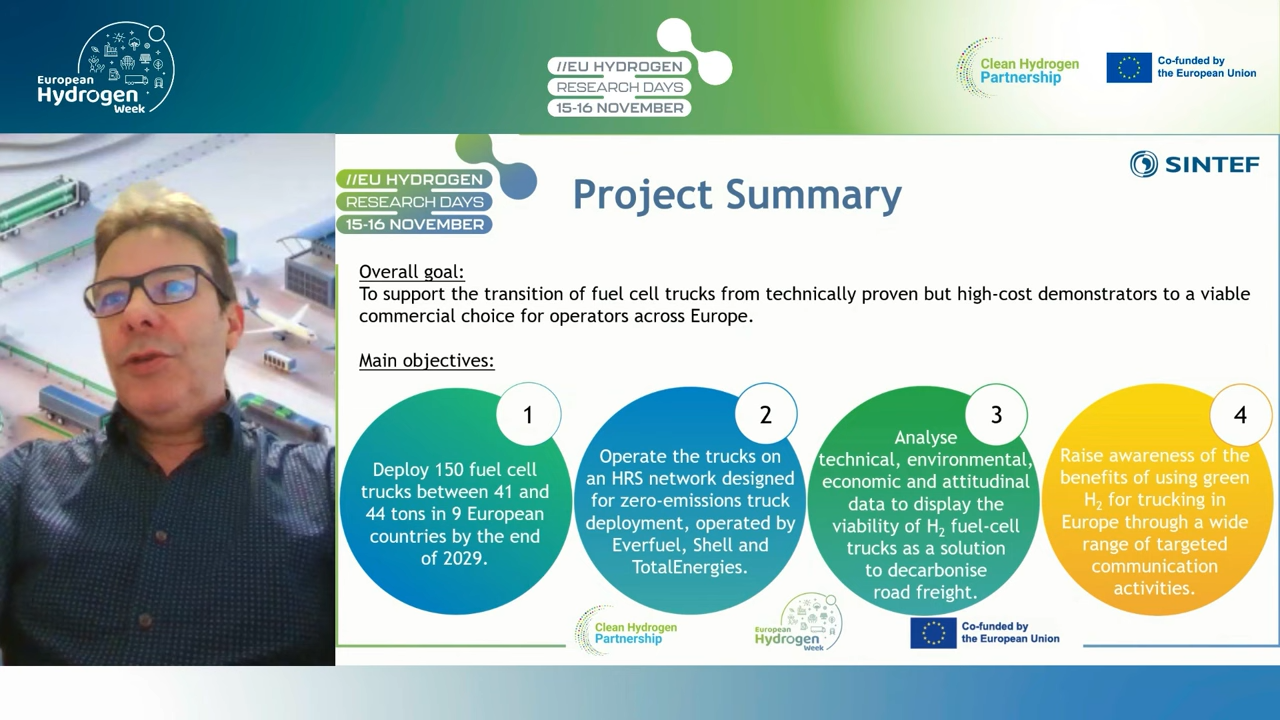 European
Hydrogen
Week
//EU HYDROGEN
RESEARCH DAYS
15-16 NOVEMBER
Clean Hydrogen
Partnership
Co-funded by
the European Union
//EU HYDROGEN
RESEARCH DAYS
15-16 NOVEMBER
Project Summary
SINTEF
Overall goal:
To support the transition of fuel cell trucks from technically proven but high-cost demonstrators to a viable
commercial choice for operators across Europe.
Main objectives:
1
Deploy 150 fuel cell
trucks between 41 and
44 tons in 9 European
countries by the end
of 2029.
2
Operate the trucks on
an HRS network designed
for zero-emissions truck
deployment, operated by
Everfuel, Shell and
TotalEnergies.
3
Analyse
technical, environmental,
economic and attitudinal
data to display the
viability of H₂ fuel-cell
trucks as a solution
to decarbonise
road freight.
4
Raise awareness of the
benefits of using green
H₂ for trucking in
Europe through a wide
range of targeted
communication
activities.
Clean Hydrogen
Partnership
European
Hydrogen
Week
Co-funded by
the European Union